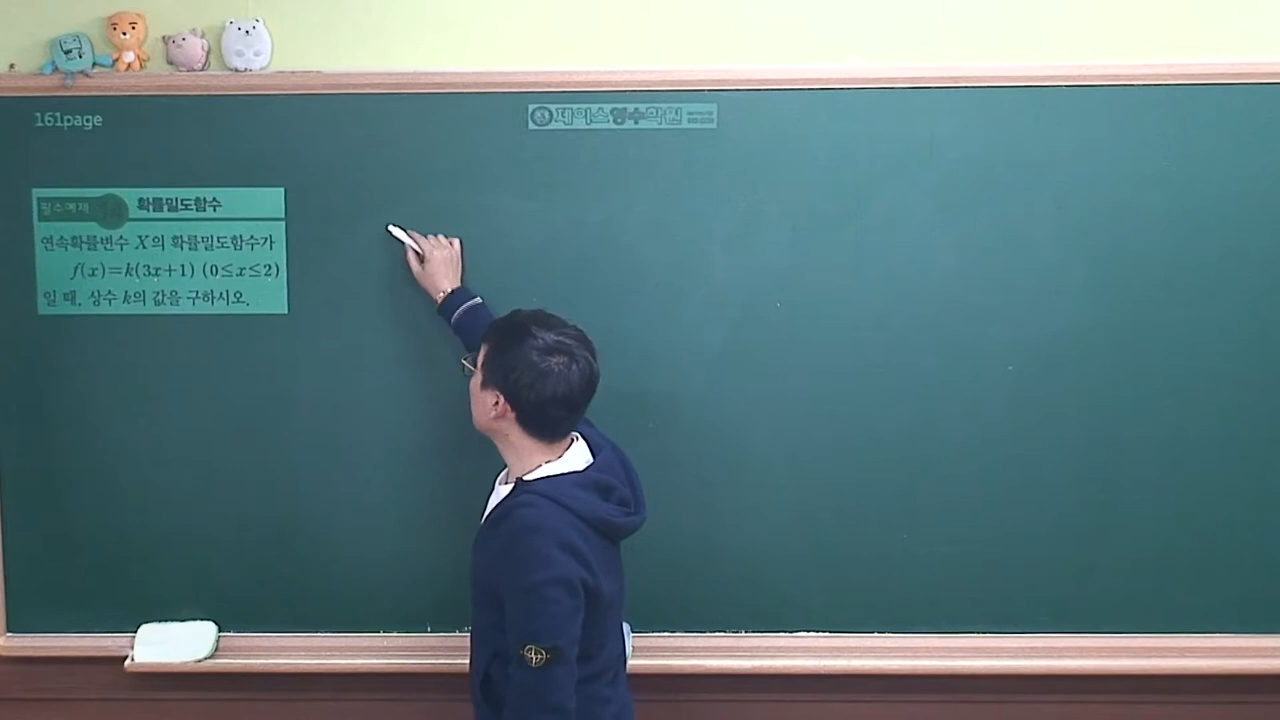 161page
제이스영수학원
필수예제
확률밀도함수
연속확률변수 X의 확률밀도함수가
f(x)=k(3x+1) (0≤x≤2)
일 때, 상수 k의 값을 구하시오.